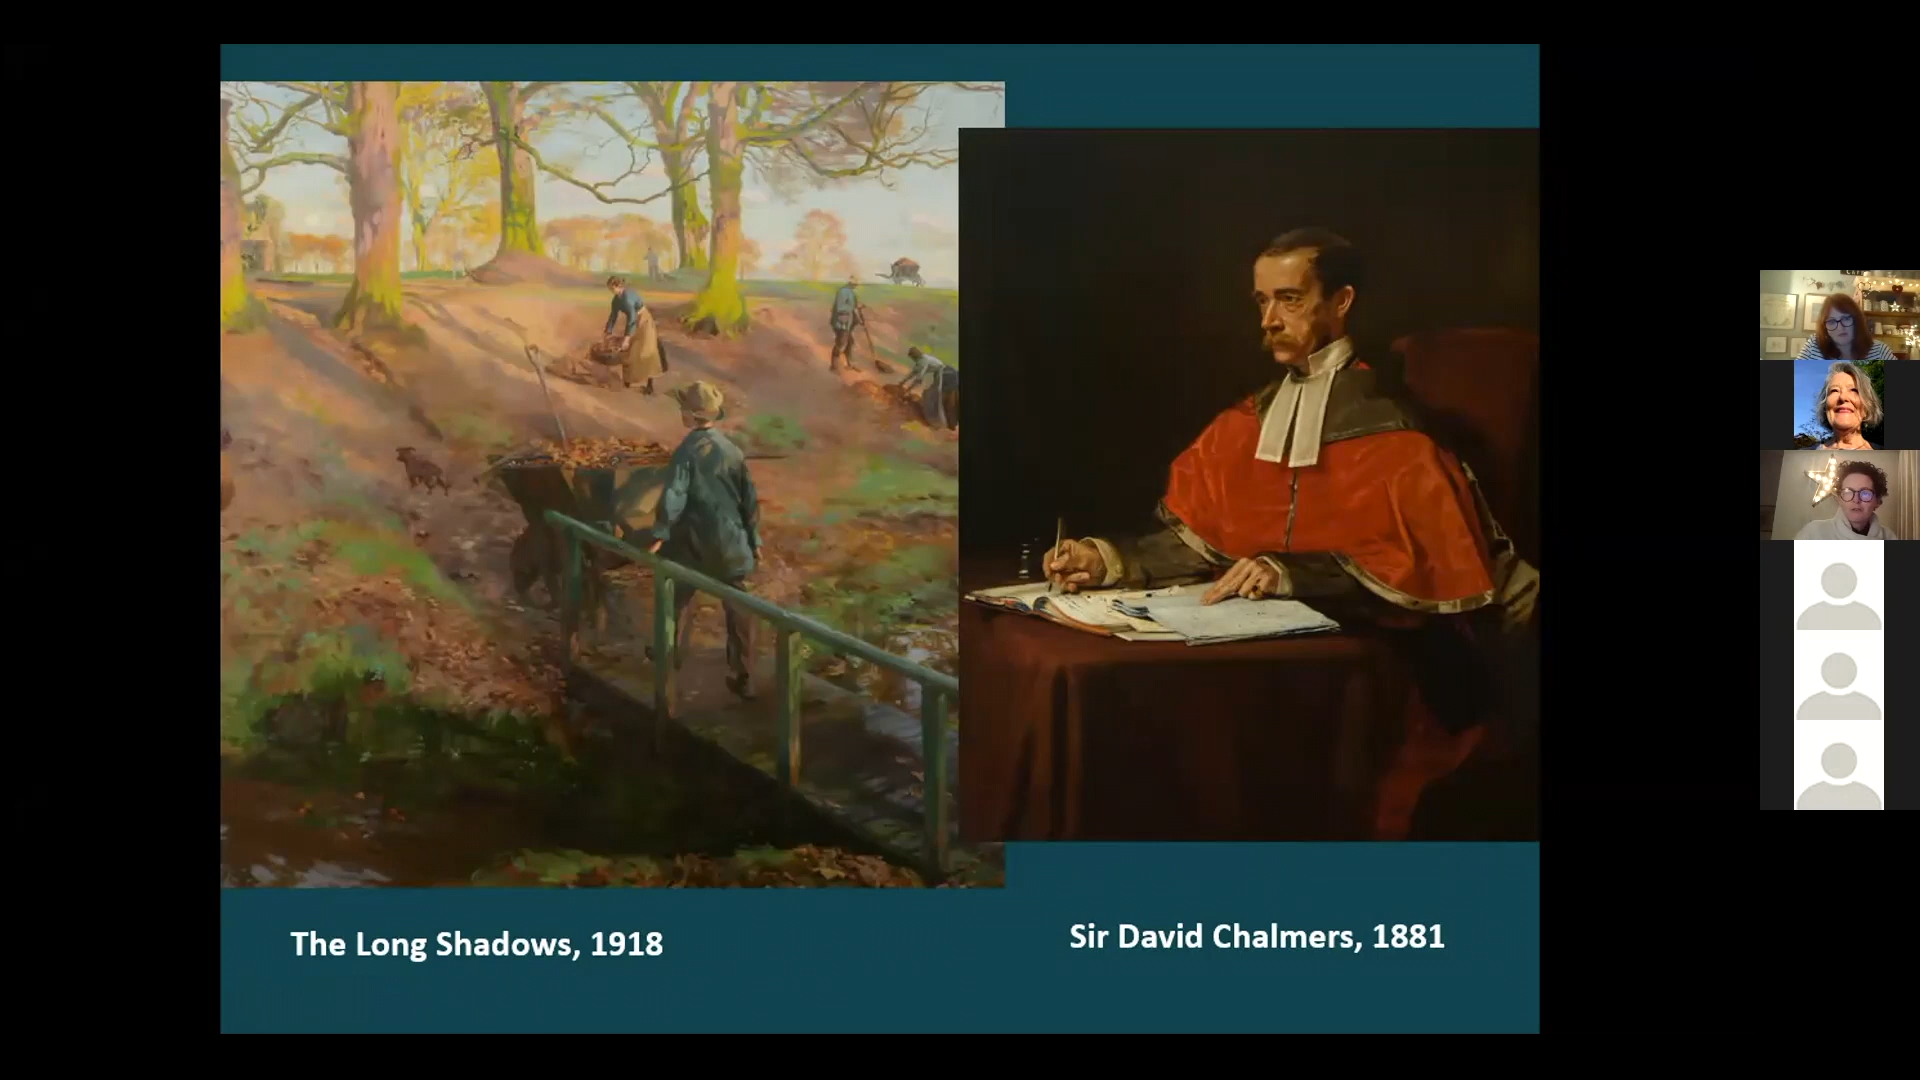 The Long Shadows, 1918
Sir David Chalmers, 1881